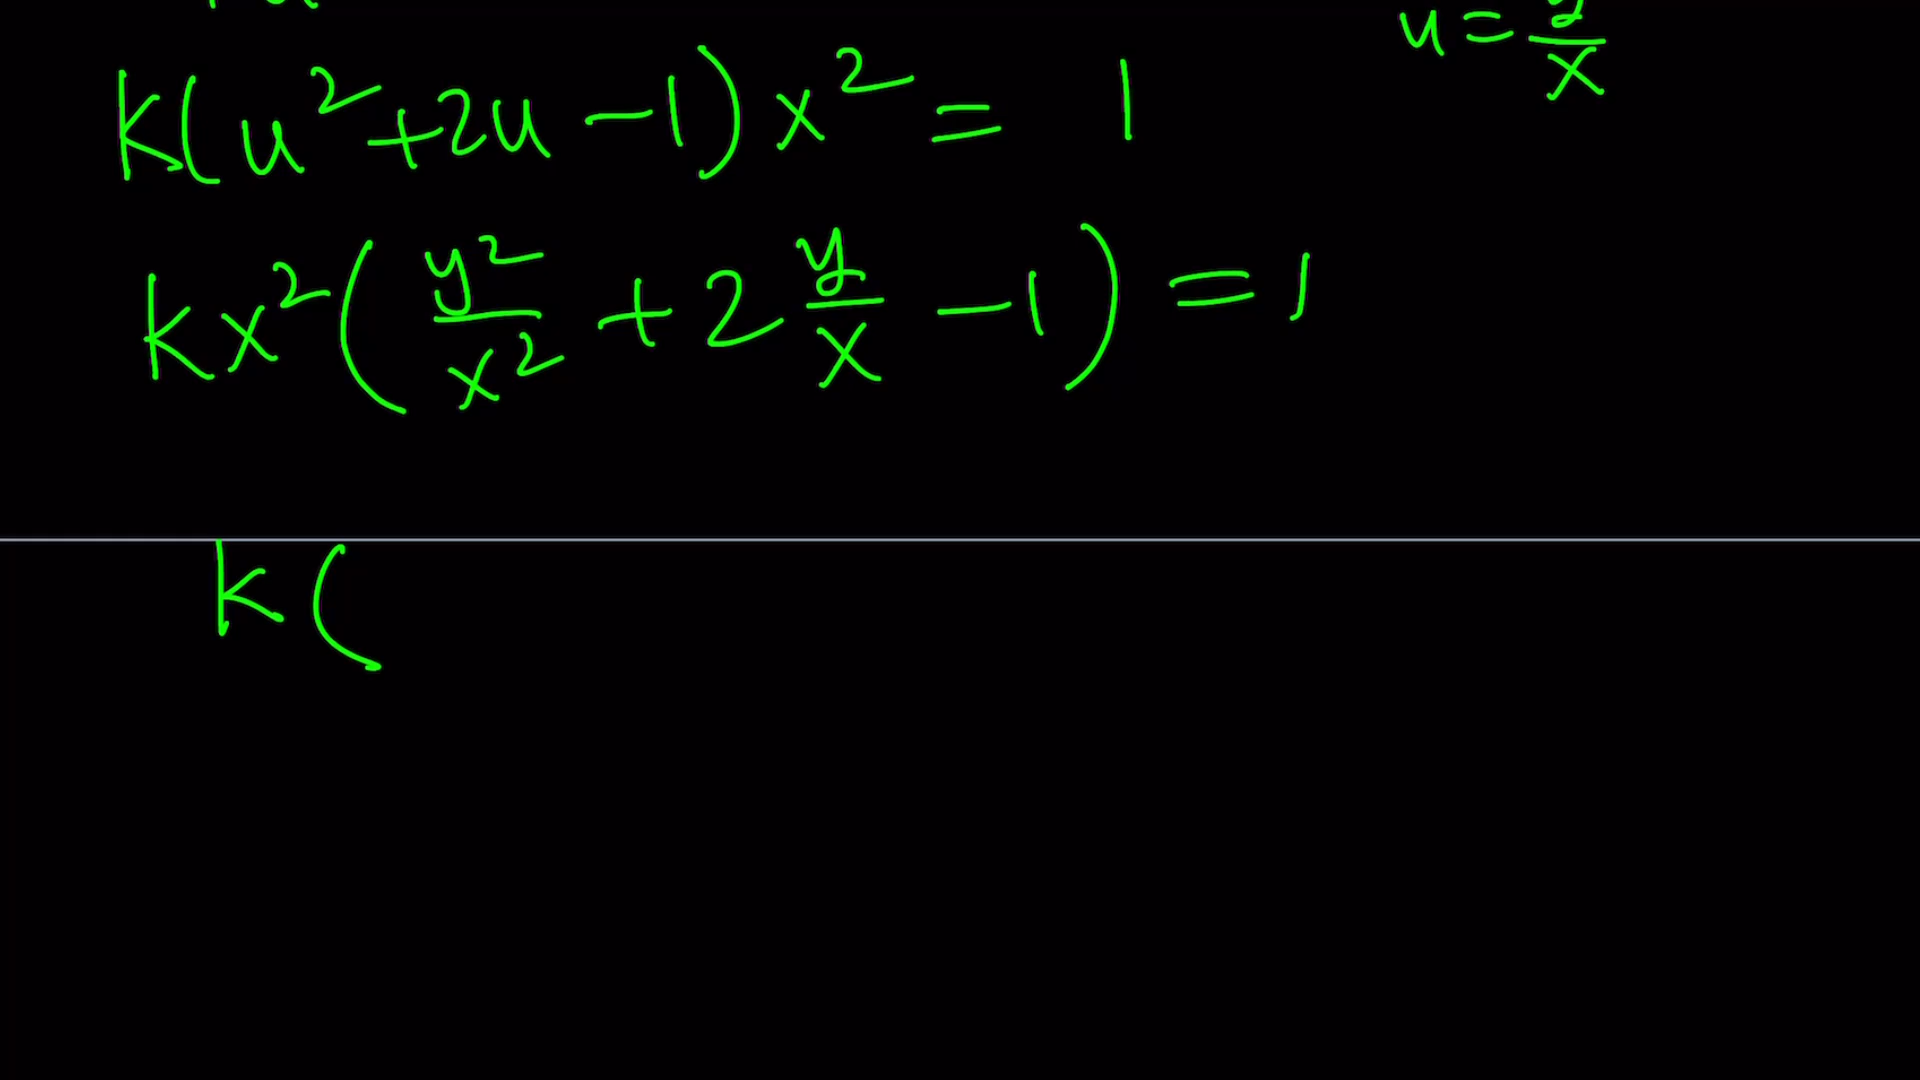 u = y/x
K(u² + 2u − 1)x² = 1
Kx²(y²/x² + 2 y/x − 1) = 1
K(